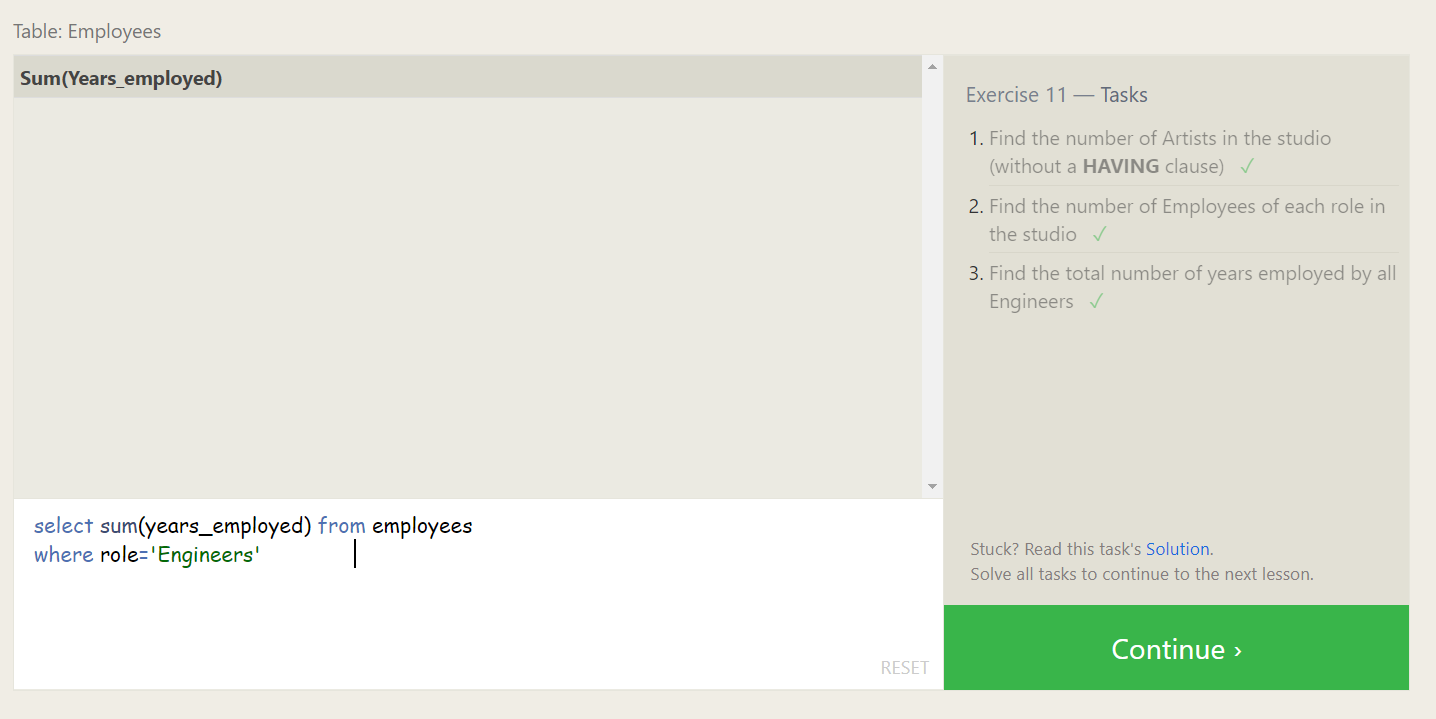 Table: Employees
Sum(Years_employed)
select sum(years_employed) from employees
where role='Engineers'
RESET
Exercise 11 — Tasks
1. Find the number of Artists in the studio
(without a HAVING clause) ✓
2. Find the number of Employees of each role in
the studio ✓
3. Find the total number of years employed by all
Engineers ✓
Stuck? Read this task's Solution.
Solve all tasks to continue to the next lesson.
Continue ›